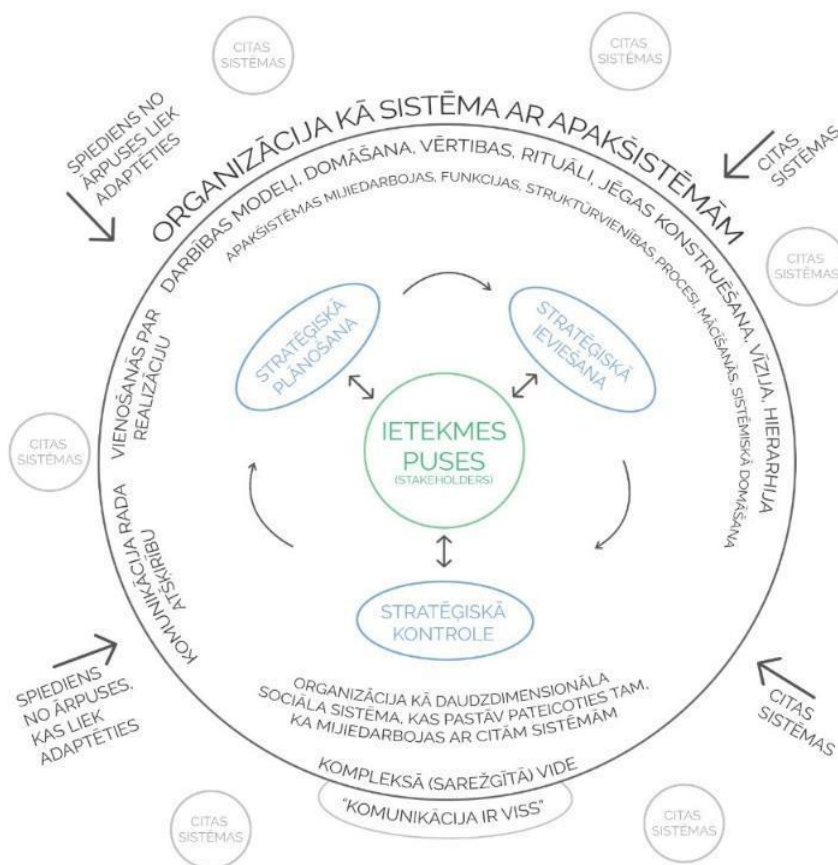 CITAS
SISTĒMAS
CITAS
SISTĒMAS
SPIEDIENS NO
ĀRPUSES LIEK
ADAPTĒTIES
ORGANIZĀCIJA KĀ SISTĒMA AR APAKŠSISTĒMĀM
CITAS
SISTĒMAS
DARBĪBAS MODEĻI, DOMĀŠANA, VĒRTIBAS, RITUĀLI, JĒGAS KONSTRUĒŠANA, VĪZIJA, HIERARHIJA
APAKŠSISTĒMAS MIJIEDARBOJAS, FUNKCIJAS, STRUKTŪRVIENĪBAS, PROCESI, MĀCĪŠANĀS, SISTĒMISKĀ DOMĀŠANA
CITAS
SISTĒMAS
STRATĒĢISKĀ
PLĀNOŠANA
STRATĒĢISKĀ
IEVIEŠANA
VIENOŠANĀS PAR
REALIZĀCIJU
CITAS
SISTĒMAS
IETEKMES
PUSES
(STAKEHOLDERS)
KOMUNIKĀCIJA RADA
ATŠĶIRĪBU
STRATĒĢISKĀ
KONTROLE
SPIEDIENS
NO ĀRPUSES,
KAS LIEK
ADAPTĒTIES
CITAS
SISTĒMAS
ORGANIZĀCIJA KĀ DAUDZDIMENSIONĀLA
SOCIĀLA SISTĒMA, KAS PASTĀV PATEICOTIES TAM,
KA MIJIEDARBOJAS AR CITĀM SISTĒMĀM
KOMPLEKSĀ (SAREŽGĪTĀ) VIDE
"KOMUNIKĀCIJA IR VISS"
CITAS
SISTĒMAS
CITAS
SISTĒMAS